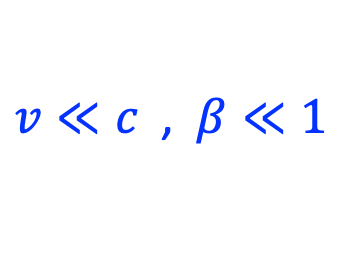 𝑣 ≪ 𝑐 , 𝛽 ≪ 1